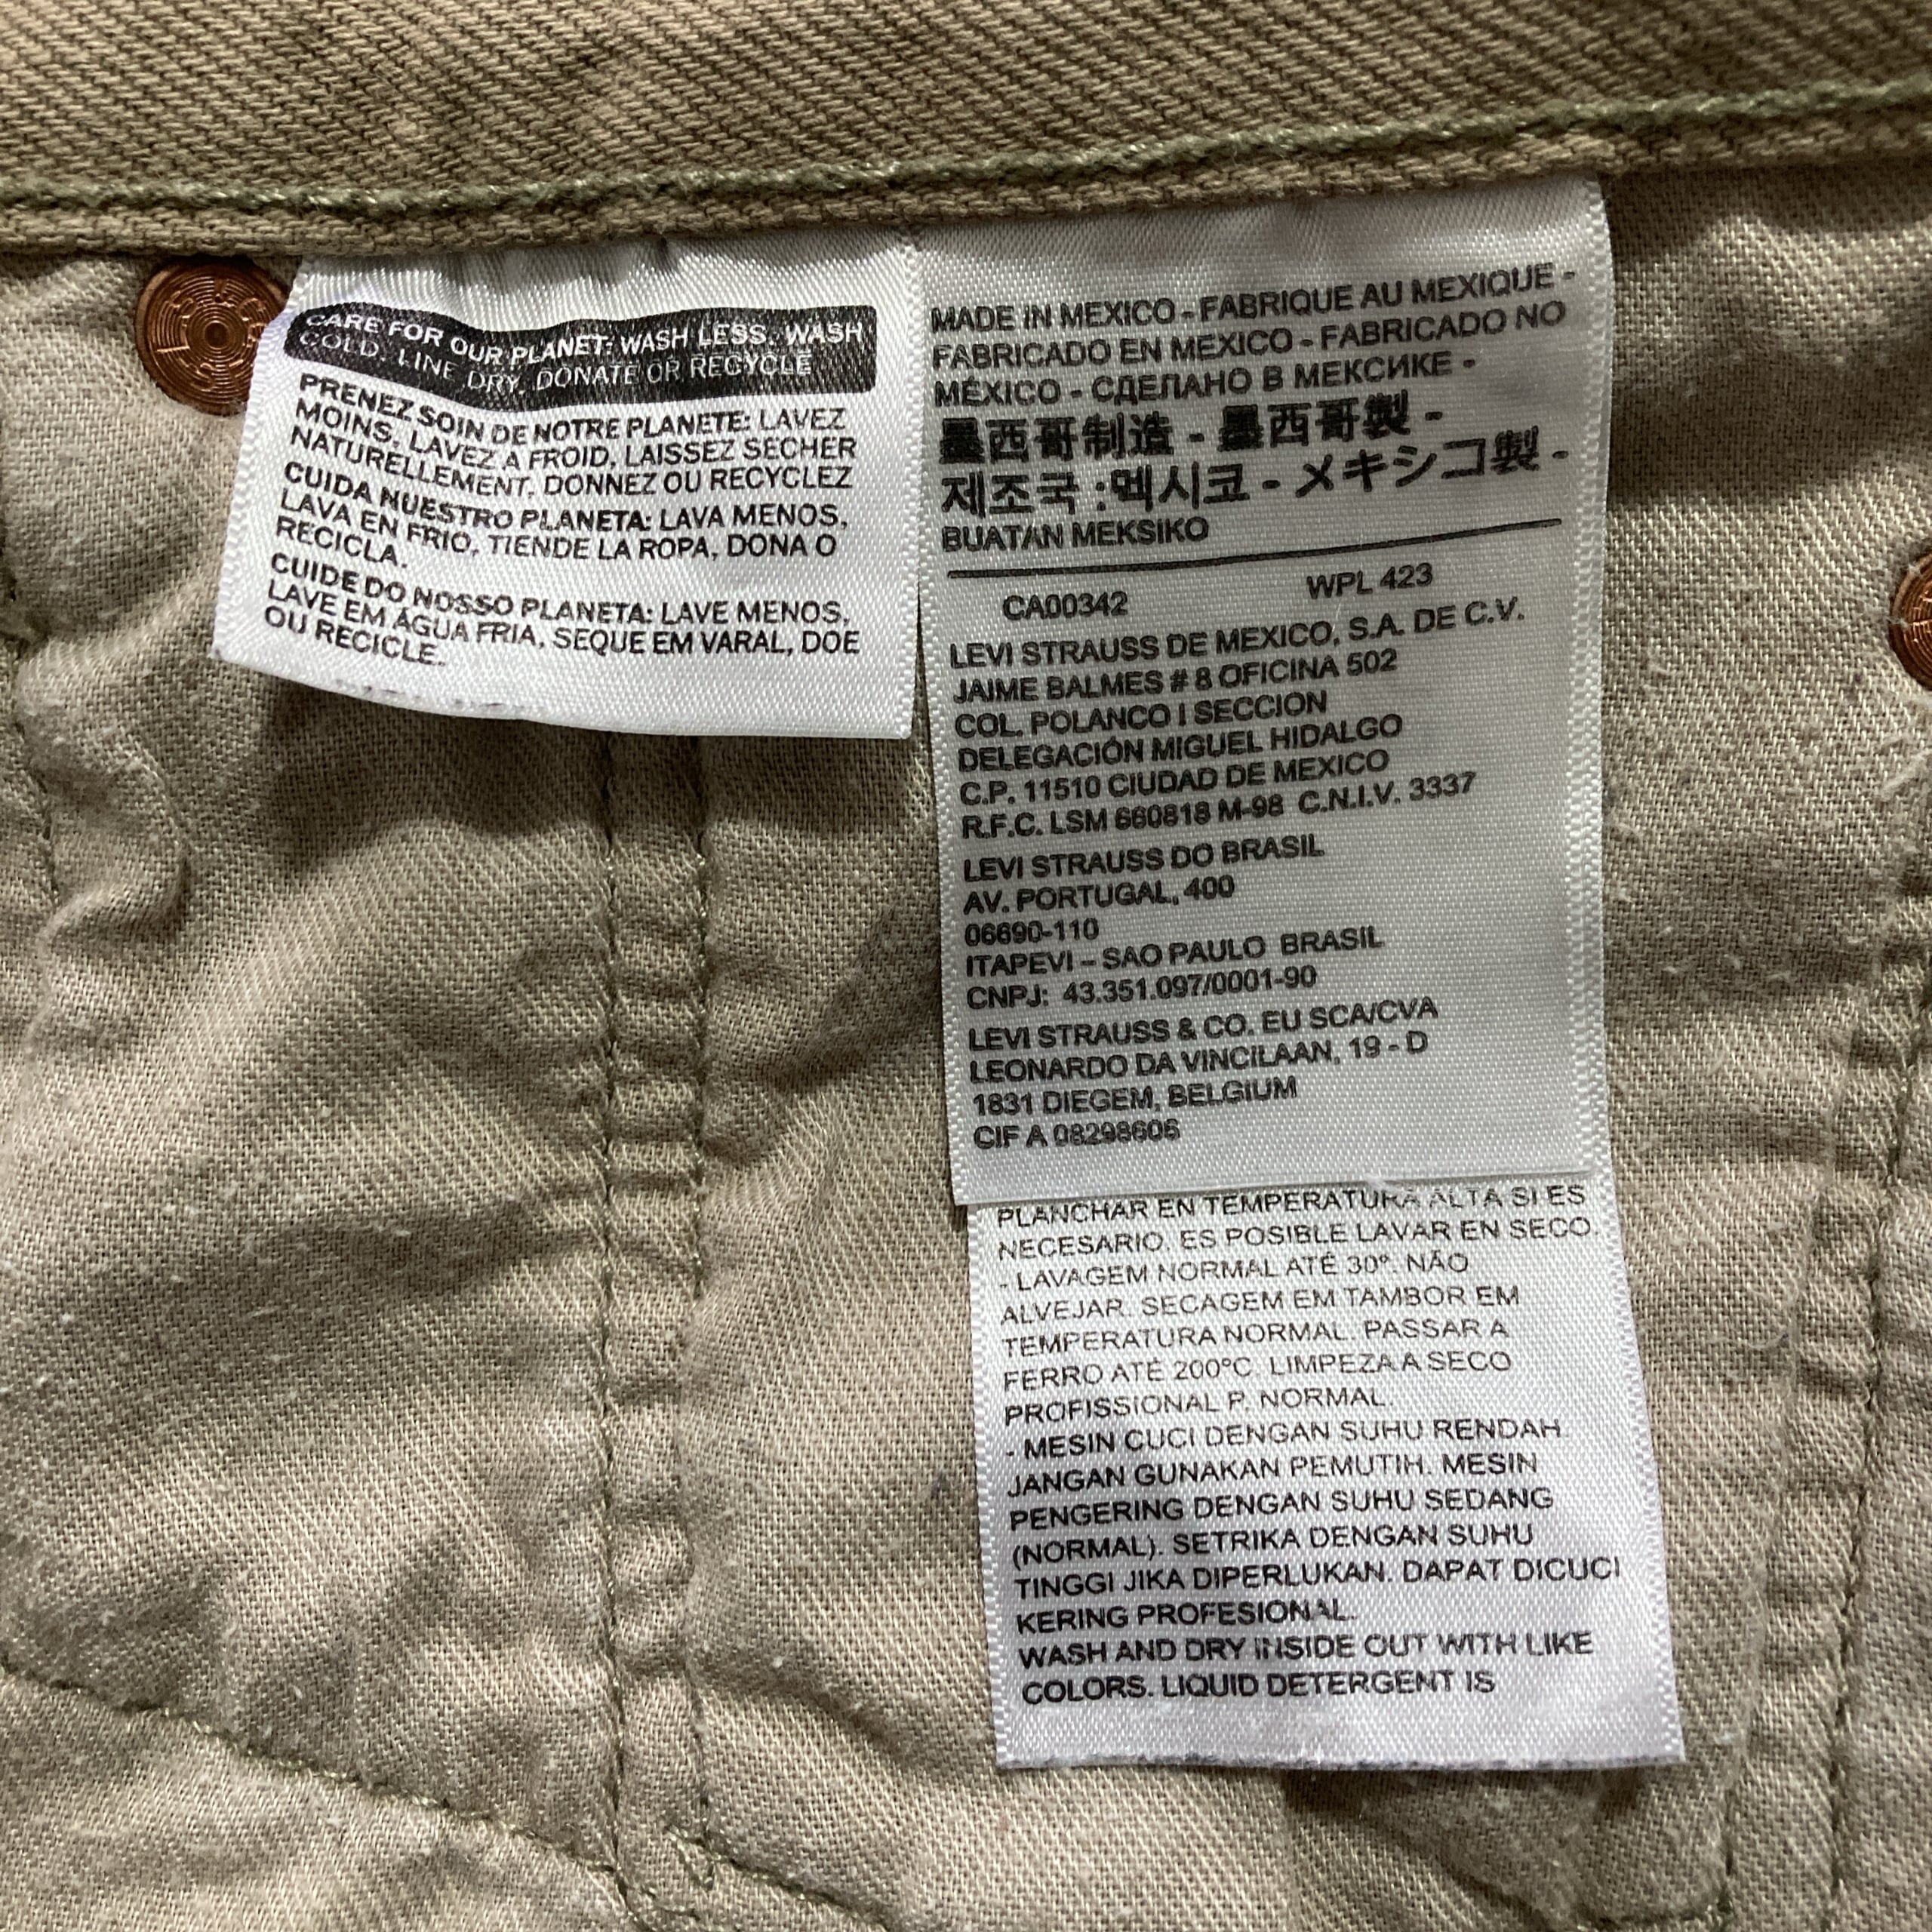 CARE FOR OUR PLANET: WASH LESS, WASH
COLD, LINE DRY, DONATE OR RECYCLE
PRENEZ SOIN DE NOTRE PLANETE: LAVEZ
MOINS, LAVEZ A FROID, LAISSEZ SECHER
NATURELLEMENT. DONNEZ OU RECYCLEZ
CUIDA NUESTRO PLANETA: LAVA MENOS,
LAVA EN FRIO, TIENDE LA ROPA, DONA O
RECICLA.
CUIDE DO NOSSO PLANETA: LAVE MENOS,
LAVE EM ÁGUA FRIA, SEQUE EM VARAL, DOE
OU RECICLE.
MADE IN MEXICO - FABRIQUE AU MEXIQUE -
FABRICADO EN MEXICO - FABRICADO NO
MÉXICO - СДЕЛАНО В МЕКСИКЕ -
墨西哥制造 - 墨西哥製 -
제조국 :멕시코 - メキシコ製 -
BUATAN MEKSIKO
CA00342 WPL 423
LEVI STRAUSS DE MEXICO, S.A. DE C.V.
JAIME BALMES # 8 OFICINA 502
COL. POLANCO I SECCION
DELEGACIÓN MIGUEL HIDALGO
C.P. 11510 CIUDAD DE MEXICO
R.F.C. LSM 660818 M-98 C.N.I.V. 3337
LEVI STRAUSS DO BRASIL
AV. PORTUGAL, 400
06690-110
ITAPEVI – SAO PAULO BRASIL
CNPJ: 43.351.097/0001-90
LEVI STRAUSS & CO. EU SCA/CVA
LEONARDO DA VINCILAAN, 19 - D
1831 DIEGEM, BELGIUM
CIF A 08298606
PLANCHAR EN TEMPERATURA ALTA SI ES
NECESARIO. ES POSIBLE LAVAR EN SECO.
- LAVAGEM NORMAL ATÉ 30°. NÃO
ALVEJAR. SECAGEM EM TAMBOR EM
TEMPERATURA NORMAL. PASSAR A
FERRO ATÉ 200°C. LIMPEZA A SECO
PROFISSIONAL P, NORMAL.
- MESIN CUCI DENGAN SUHU RENDAH.
JANGAN GUNAKAN PEMUTIH. MESIN
PENGERING DENGAN SUHU SEDANG
(NORMAL). SETRIKA DENGAN SUHU
TINGGI JIKA DIPERLUKAN. DAPAT DICUCI
KERING PROFESIONAL.
WASH AND DRY INSIDE OUT WITH LIKE
COLORS. LIQUID DETERGENT IS